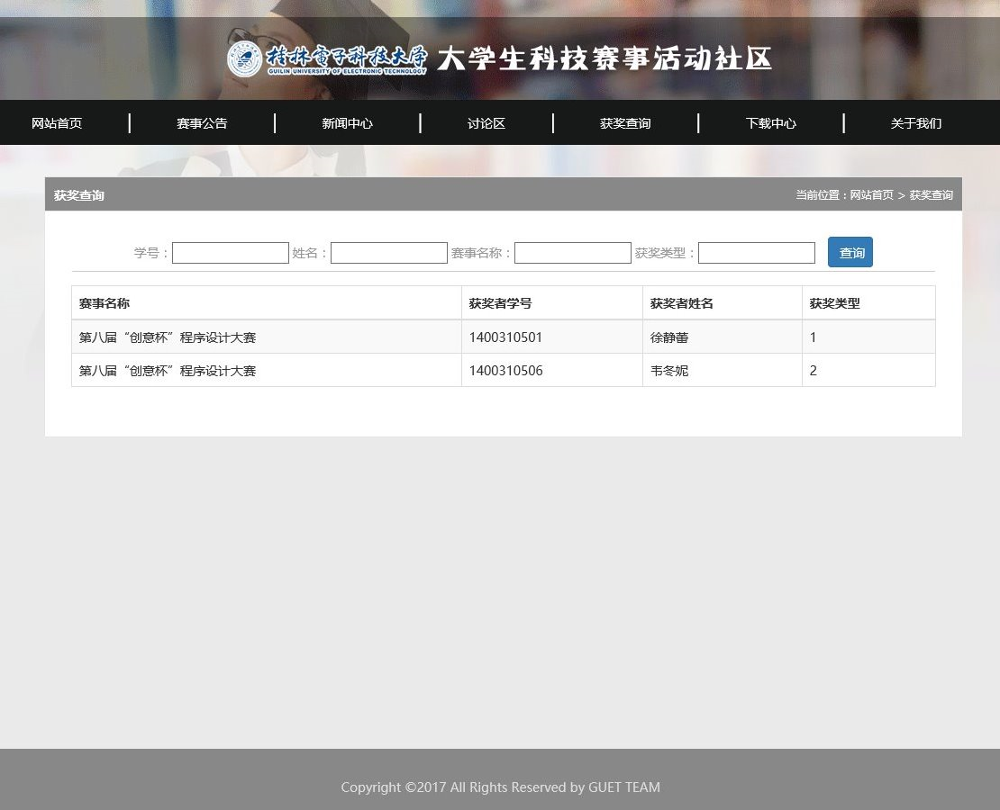 桂林電子科技大学 大学生科技赛事活动社区
GUILIN UNIVERSITY OF ELECTRONIC TECHNOLOGY
网站首页 赛事公告 新闻中心 讨论区 获奖查询 下载中心 关于我们
获奖查询 当前位置：网站首页 > 获奖查询
学号： 姓名： 赛事名称： 获奖类型： 查询
赛事名称 获奖者学号 获奖者姓名 获奖类型
第八届“创意杯”程序设计大赛 1400310501 徐静蕾 1
第八届“创意杯”程序设计大赛 1400310506 韦冬妮 2
Copyright ©2017 All Rights Reserved by GUET TEAM